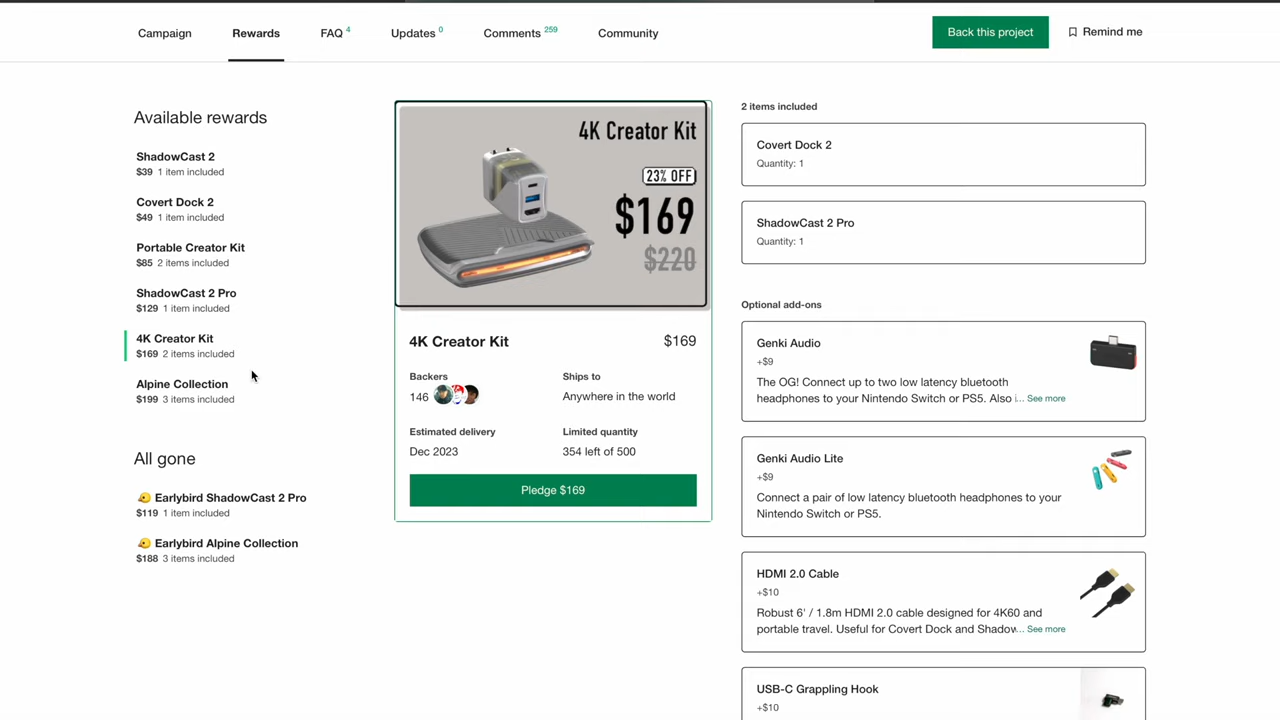 Campaign
Rewards
FAQ 4
Updates 0
Comments 259
Community
Back this project
Remind me
Available rewards
ShadowCast 2
$39 1 item included
Covert Dock 2
$49 1 item included
Portable Creator Kit
$85 2 items included
ShadowCast 2 Pro
$129 1 item included
4K Creator Kit
$169 2 items included
Alpine Collection
$199 3 items included
All gone
Earlybird ShadowCast 2 Pro
$119 1 item included
Earlybird Alpine Collection
$188 3 items included
4K Creator Kit
23% OFF
$169
$220
4K Creator Kit $169
Backers
146
Ships to
Anywhere in the world
Estimated delivery
Dec 2023
Limited quantity
354 left of 500
Pledge $169
2 items included
Covert Dock 2
Quantity: 1
ShadowCast 2 Pro
Quantity: 1
Optional add-ons
Genki Audio
+$9
The OG! Connect up to two low latency bluetooth
headphones to your Nintendo Switch or PS5. Also i... See more
Genki Audio Lite
+$9
Connect a pair of low latency bluetooth headphones to your
Nintendo Switch or PS5.
HDMI 2.0 Cable
+$10
Robust 6' / 1.8m HDMI 2.0 cable designed for 4K60 and
portable travel. Useful for Covert Dock and Shadow... See more
USB-C Grappling Hook
+$10